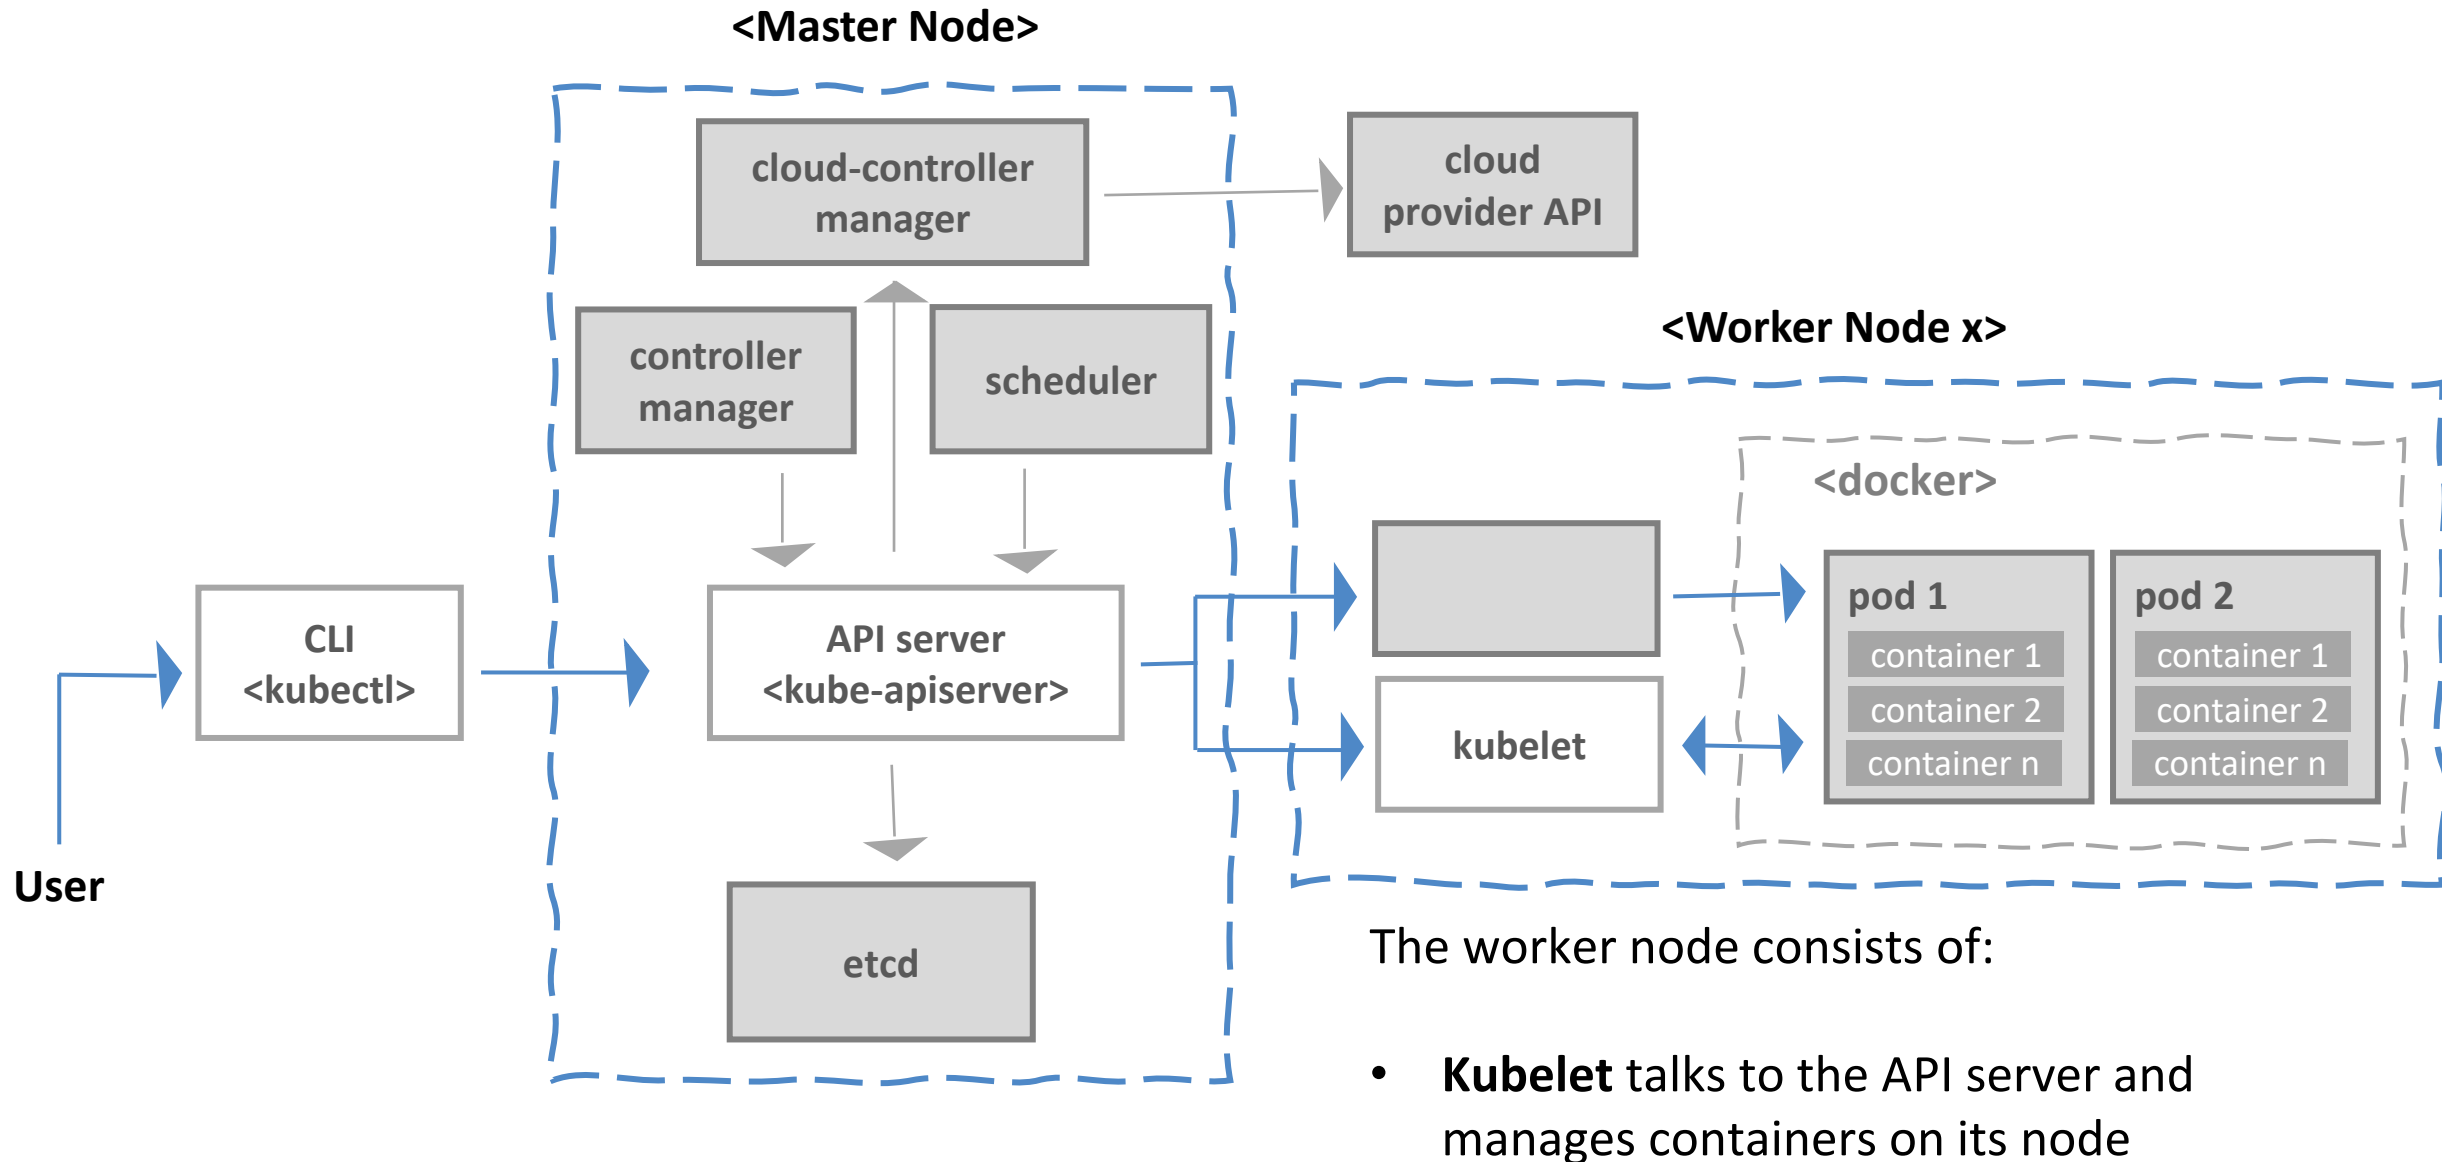 <Master Node>
cloud-controller
manager
cloud
provider API
controller
manager
scheduler
<Worker Node x>
<docker>
CLI
<kubectl>
API server
<kube-apiserver>
kubelet
pod 1
container 1
container 2
container n
pod 2
container 1
container 2
container n
User
etcd
The worker node consists of:
• Kubelet talks to the API server and
manages containers on its node